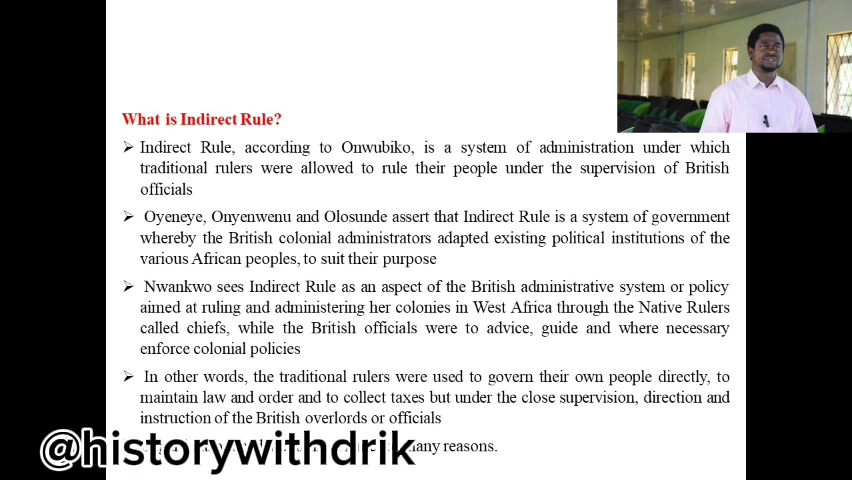 What is Indirect Rule?
➢ Indirect Rule, according to Onwubiko, is a system of administration under which
traditional rulers were allowed to rule their people under the supervision of British
officials
➢ Oyeneye, Onyenwenu and Olosunde assert that Indirect Rule is a system of government
whereby the British colonial administrators adapted existing political institutions of the
various African peoples, to suit their purpose
➢ Nwankwo sees Indirect Rule as an aspect of the British administrative system or policy
aimed at ruling and administering her colonies in West Africa through the Native Rulers
called chiefs, while the British officials were to advice, guide and where necessary
enforce colonial policies
➢ In other words, the traditional rulers were used to govern their own people directly, to
maintain law and order and to collect taxes but under the close supervision, direction and
instruction of the British overlords or officials
many reasons.
@historywithdrik